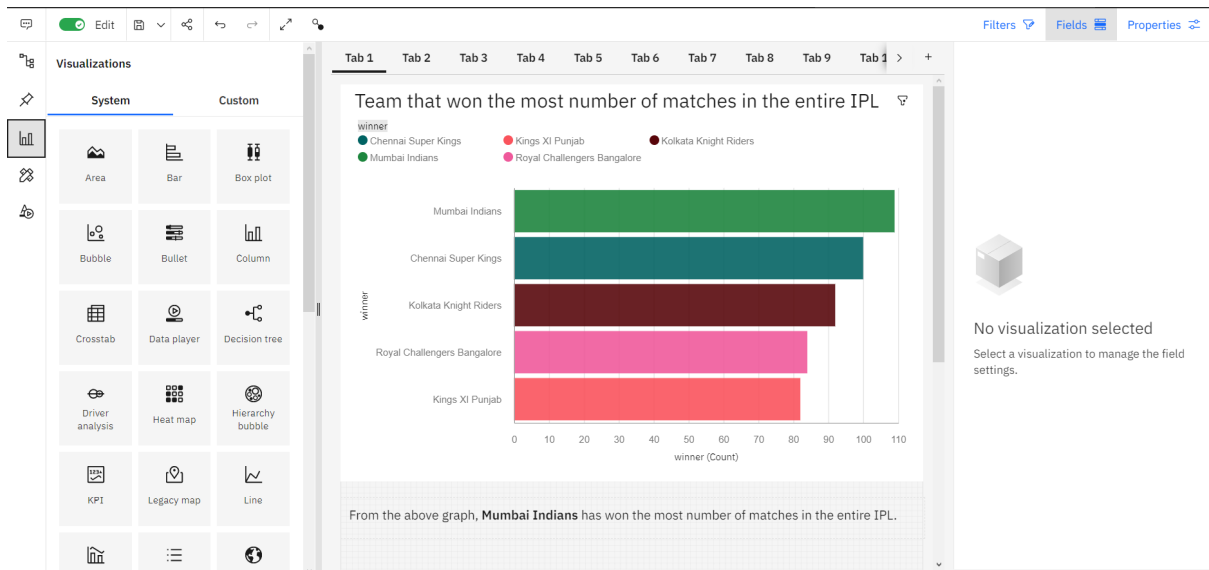 Edit
Filters
Fields
Properties
Visualizations
System
Custom
Area
Bar
Box plot
Bubble
Bullet
Column
Crosstab
Data player
Decision tree
Driver
analysis
Heat map
Hierarchy
bubble
123+
KPI
Legacy map
Line
Tab 1
Tab 2
Tab 3
Tab 4
Tab 5
Tab 6
Tab 7
Tab 8
Tab 9
Tab 1
Team that won the most number of matches in the entire IPL
winner
Chennai Super Kings
Kings XI Punjab
Kolkata Knight Riders
Mumbai Indians
Royal Challengers Bangalore
winner
Mumbai Indians
Chennai Super Kings
Kolkata Knight Riders
Royal Challengers Bangalore
Kings XI Punjab
0 10 20 30 40 50 60 70 80 90 100 110
winner (Count)
From the above graph, Mumbai Indians has won the most number of matches in the entire IPL.
No visualization selected
Select a visualization to manage the field
settings.